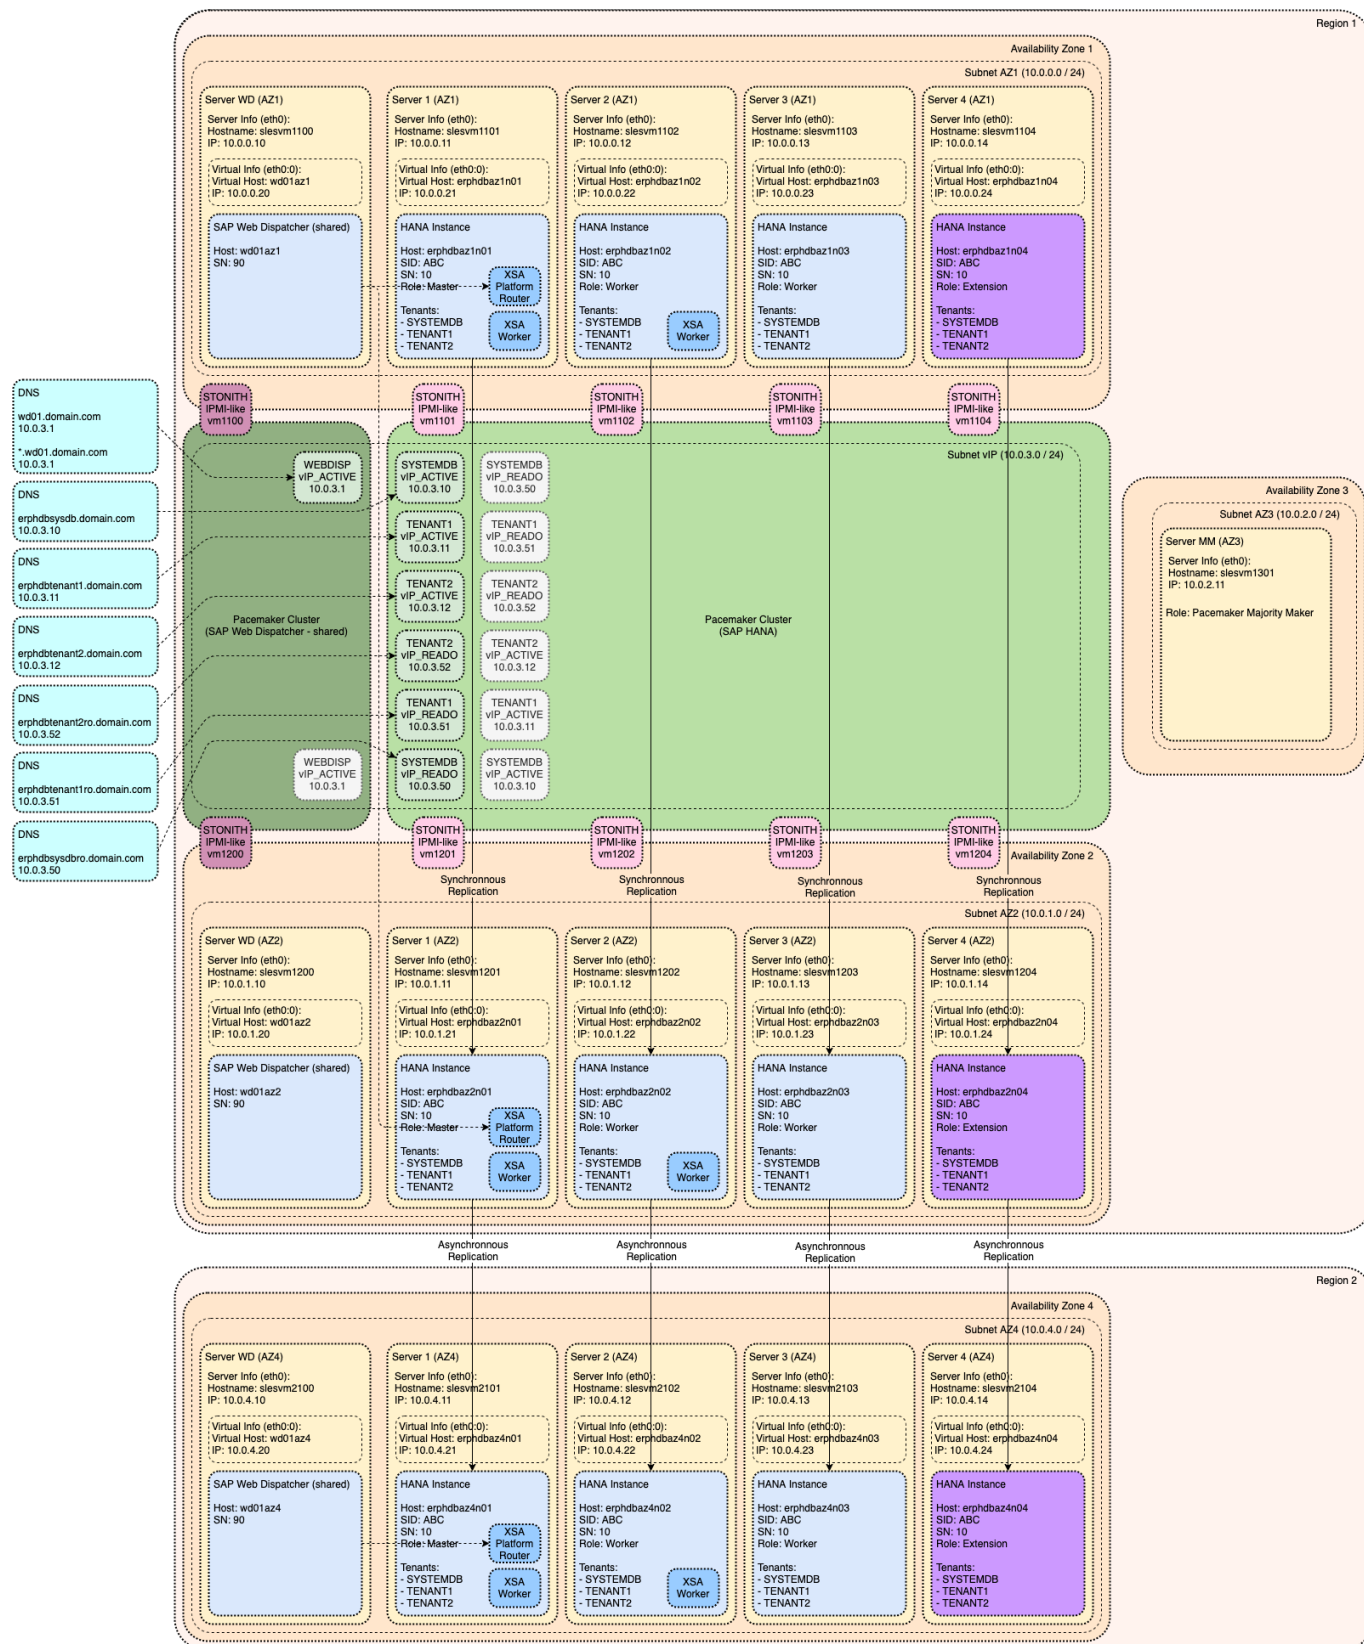 Region 1
Availability Zone 1
Subnet AZ1 (10.0.0.0 / 24)
Server WD (AZ1)
Server Info (eth0):
Hostname: slesvm1100
IP: 10.0.0.10
Virtual Info (eth0:0):
Virtual Host: wd01az1
IP: 10.0.0.20
SAP Web Dispatcher (shared)
Host: wd01az1
SN: 90
Server 1 (AZ1)
Server Info (eth0):
Hostname: slesvm1101
IP: 10.0.0.11
Virtual Info (eth0:0):
Virtual Host: erphdbaz1n01
IP: 10.0.0.21
HANA Instance
Host: erphdbaz1n01
SID: ABC
SN: 10
Role: Master
Tenants:
- SYSTEMDB
- TENANT1
- TENANT2
XSA
Platform
Router
XSA
Worker
Server 2 (AZ1)
Server Info (eth0):
Hostname: slesvm1102
IP: 10.0.0.12
Virtual Info (eth0:0):
Virtual Host: erphdbaz1n02
IP: 10.0.0.22
HANA Instance
Host: erphdbaz1n02
SID: ABC
SN: 10
Role: Worker
Tenants:
- SYSTEMDB
- TENANT1
- TENANT2
XSA
Worker
Server 3 (AZ1)
Server Info (eth0):
Hostname: slesvm1103
IP: 10.0.0.13
Virtual Info (eth0:0):
Virtual Host: erphdbaz1n03
IP: 10.0.0.23
HANA Instance
Host: erphdbaz1n03
SID: ABC
SN: 10
Role: Worker
Tenants:
- SYSTEMDB
- TENANT1
- TENANT2
Server 4 (AZ1)
Server Info (eth0):
Hostname: slesvm1104
IP: 10.0.0.14
Virtual Info (eth0:0):
Virtual Host: erphdbaz1n04
IP: 10.0.0.24
HANA Instance
Host: erphdbaz1n04
SID: ABC
SN: 10
Role: Extension
Tenants:
- SYSTEMDB
- TENANT1
- TENANT2
STONITH
IPMI-like
vm1100
STONITH
IPMI-like
vm1101
STONITH
IPMI-like
vm1102
STONITH
IPMI-like
vm1103
STONITH
IPMI-like
vm1104
DNS
wd01.domain.com
10.0.3.1
*.wd01.domain.com
10.0.3.1
DNS
erphdbsysdb.domain.com
10.0.3.10
DNS
erphdbtenant1.domain.com
10.0.3.11
DNS
erphdbtenant2.domain.com
10.0.3.12
DNS
erphdbtenant2ro.domain.com
10.0.3.52
DNS
erphdbtenant1ro.domain.com
10.0.3.51
DNS
erphdbsysdbro.domain.com
10.0.3.50
WEBDISP
vIP_ACTIVE
10.0.3.1
Pacemaker Cluster
(SAP Web Dispatcher - shared)
WEBDISP
vIP_ACTIVE
10.0.3.1
Subnet vIP (10.0.3.0 / 24)
SYSTEMDB
vIP_ACTIVE
10.0.3.10
SYSTEMDB
vIP_READO
10.0.3.50
TENANT1
vIP_ACTIVE
10.0.3.11
TENANT1
vIP_READO
10.0.3.51
TENANT2
vIP_ACTIVE
10.0.3.12
TENANT2
vIP_READO
10.0.3.52
TENANT2
vIP_READO
10.0.3.52
TENANT2
vIP_ACTIVE
10.0.3.12
TENANT1
vIP_READO
10.0.3.51
TENANT1
vIP_ACTIVE
10.0.3.11
SYSTEMDB
vIP_READO
10.0.3.50
SYSTEMDB
vIP_ACTIVE
10.0.3.10
Pacemaker Cluster
(SAP HANA)
Availability Zone 3
Subnet AZ3 (10.0.2.0 / 24)
Server MM (AZ3)
Server Info (eth0):
Hostname: slesvm1301
IP: 10.0.2.11
Role: Pacemaker Majority Maker
STONITH
IPMI-like
vm1200
STONITH
IPMI-like
vm1201
STONITH
IPMI-like
vm1202
STONITH
IPMI-like
vm1203
STONITH
IPMI-like
vm1204
Availability Zone 2
Synchronnous
Replication
Synchronnous
Replication
Synchronnous
Replication
Synchronnous
Replication
Subnet AZ2 (10.0.1.0 / 24)
Server WD (AZ2)
Server Info (eth0):
Hostname: slesvm1200
IP: 10.0.1.10
Virtual Info (eth0:0):
Virtual Host: wd01az2
IP: 10.0.1.20
SAP Web Dispatcher (shared)
Host: wd01az2
SN: 90
Server 1 (AZ2)
Server Info (eth0):
Hostname: slesvm1201
IP: 10.0.1.11
Virtual Info (eth0:0):
Virtual Host: erphdbaz2n01
IP: 10.0.1.21
HANA Instance
Host: erphdbaz2n01
SID: ABC
SN: 10
Role: Master
Tenants:
- SYSTEMDB
- TENANT1
- TENANT2
XSA
Platform
Router
XSA
Worker
Server 2 (AZ2)
Server Info (eth0):
Hostname: slesvm1202
IP: 10.0.1.12
Virtual Info (eth0:0):
Virtual Host: erphdbaz2n02
IP: 10.0.1.22
HANA Instance
Host: erphdbaz2n02
SID: ABC
SN: 10
Role: Worker
Tenants:
- SYSTEMDB
- TENANT1
- TENANT2
XSA
Worker
Server 3 (AZ2)
Server Info (eth0):
Hostname: slesvm1203
IP: 10.0.1.13
Virtual Info (eth0:0):
Virtual Host: erphdbaz2n03
IP: 10.0.1.23
HANA Instance
Host: erphdbaz2n03
SID: ABC
SN: 10
Role: Worker
Tenants:
- SYSTEMDB
- TENANT1
- TENANT2
Server 4 (AZ2)
Server Info (eth0):
Hostname: slesvm1204
IP: 10.0.1.14
Virtual Info (eth0:0):
Virtual Host: erphdbaz2n04
IP: 10.0.1.24
HANA Instance
Host: erphdbaz2n04
SID: ABC
SN: 10
Role: Extension
Tenants:
- SYSTEMDB
- TENANT1
- TENANT2
Asynchronnous
Replication
Asynchronnous
Replication
Asynchronnous
Replication
Asynchronnous
Replication
Region 2
Availability Zone 4
Subnet AZ4 (10.0.4.0 / 24)
Server WD (AZ4)
Server Info (eth0):
Hostname: slesvm2100
IP: 10.0.4.10
Virtual Info (eth0:0):
Virtual Host: wd01az4
IP: 10.0.4.20
SAP Web Dispatcher (shared)
Host: wd01az4
SN: 90
Server 1 (AZ4)
Server Info (eth0):
Hostname: slesvm2101
IP: 10.0.4.11
Virtual Info (eth0:0):
Virtual Host: erphdbaz4n01
IP: 10.0.4.21
HANA Instance
Host: erphdbaz4n01
SID: ABC
SN: 10
Role: Master
Tenants:
- SYSTEMDB
- TENANT1
- TENANT2
XSA
Platform
Router
XSA
Worker
Server 2 (AZ4)
Server Info (eth0):
Hostname: slesvm2102
IP: 10.0.4.12
Virtual Info (eth0:0):
Virtual Host: erphdbaz4n02
IP: 10.0.4.22
HANA Instance
Host: erphdbaz4n02
SID: ABC
SN: 10
Role: Worker
Tenants:
- SYSTEMDB
- TENANT1
- TENANT2
XSA
Worker
Server 3 (AZ4)
Server Info (eth0):
Hostname: slesvm2103
IP: 10.0.4.13
Virtual Info (eth0:0):
Virtual Host: erphdbaz4n03
IP: 10.0.4.23
HANA Instance
Host: erphdbaz4n03
SID: ABC
SN: 10
Role: Worker
Tenants:
- SYSTEMDB
- TENANT1
- TENANT2
Server 4 (AZ4)
Server Info (eth0):
Hostname: slesvm2104
IP: 10.0.4.14
Virtual Info (eth0:0):
Virtual Host: erphdbaz4n04
IP: 10.0.4.24
HANA Instance
Host: erphdbaz4n04
SID: ABC
SN: 10
Role: Extension
Tenants:
- SYSTEMDB
- TENANT1
- TENANT2